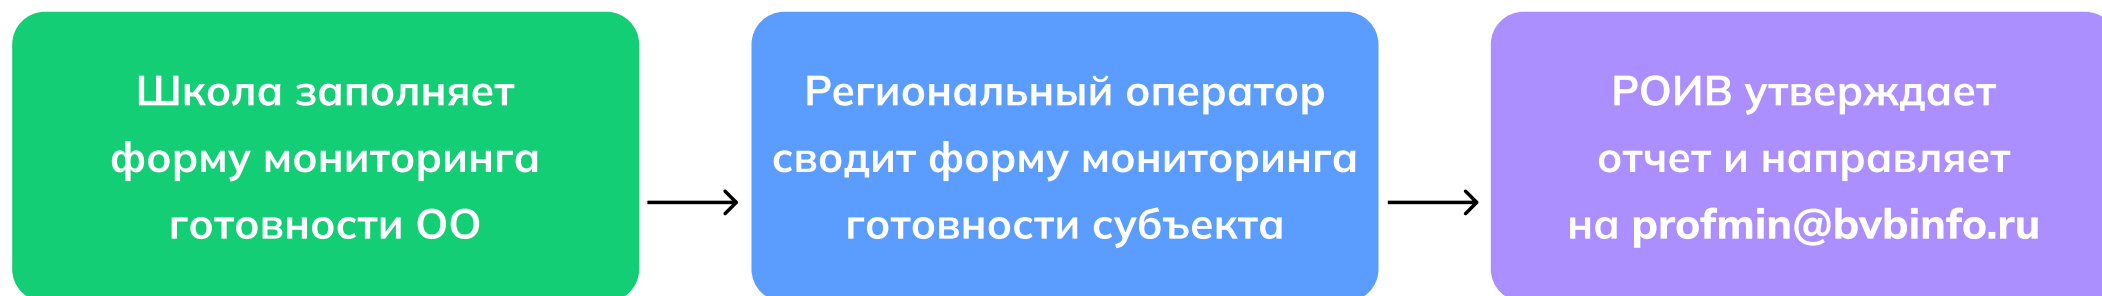 Школа заполняет
форму мониторинга
готовности ОО
Региональный оператор
сводит форму мониторинга
готовности субъекта
РОИВ утверждает
отчет и направляет
на profmin@bvbinfo.ru